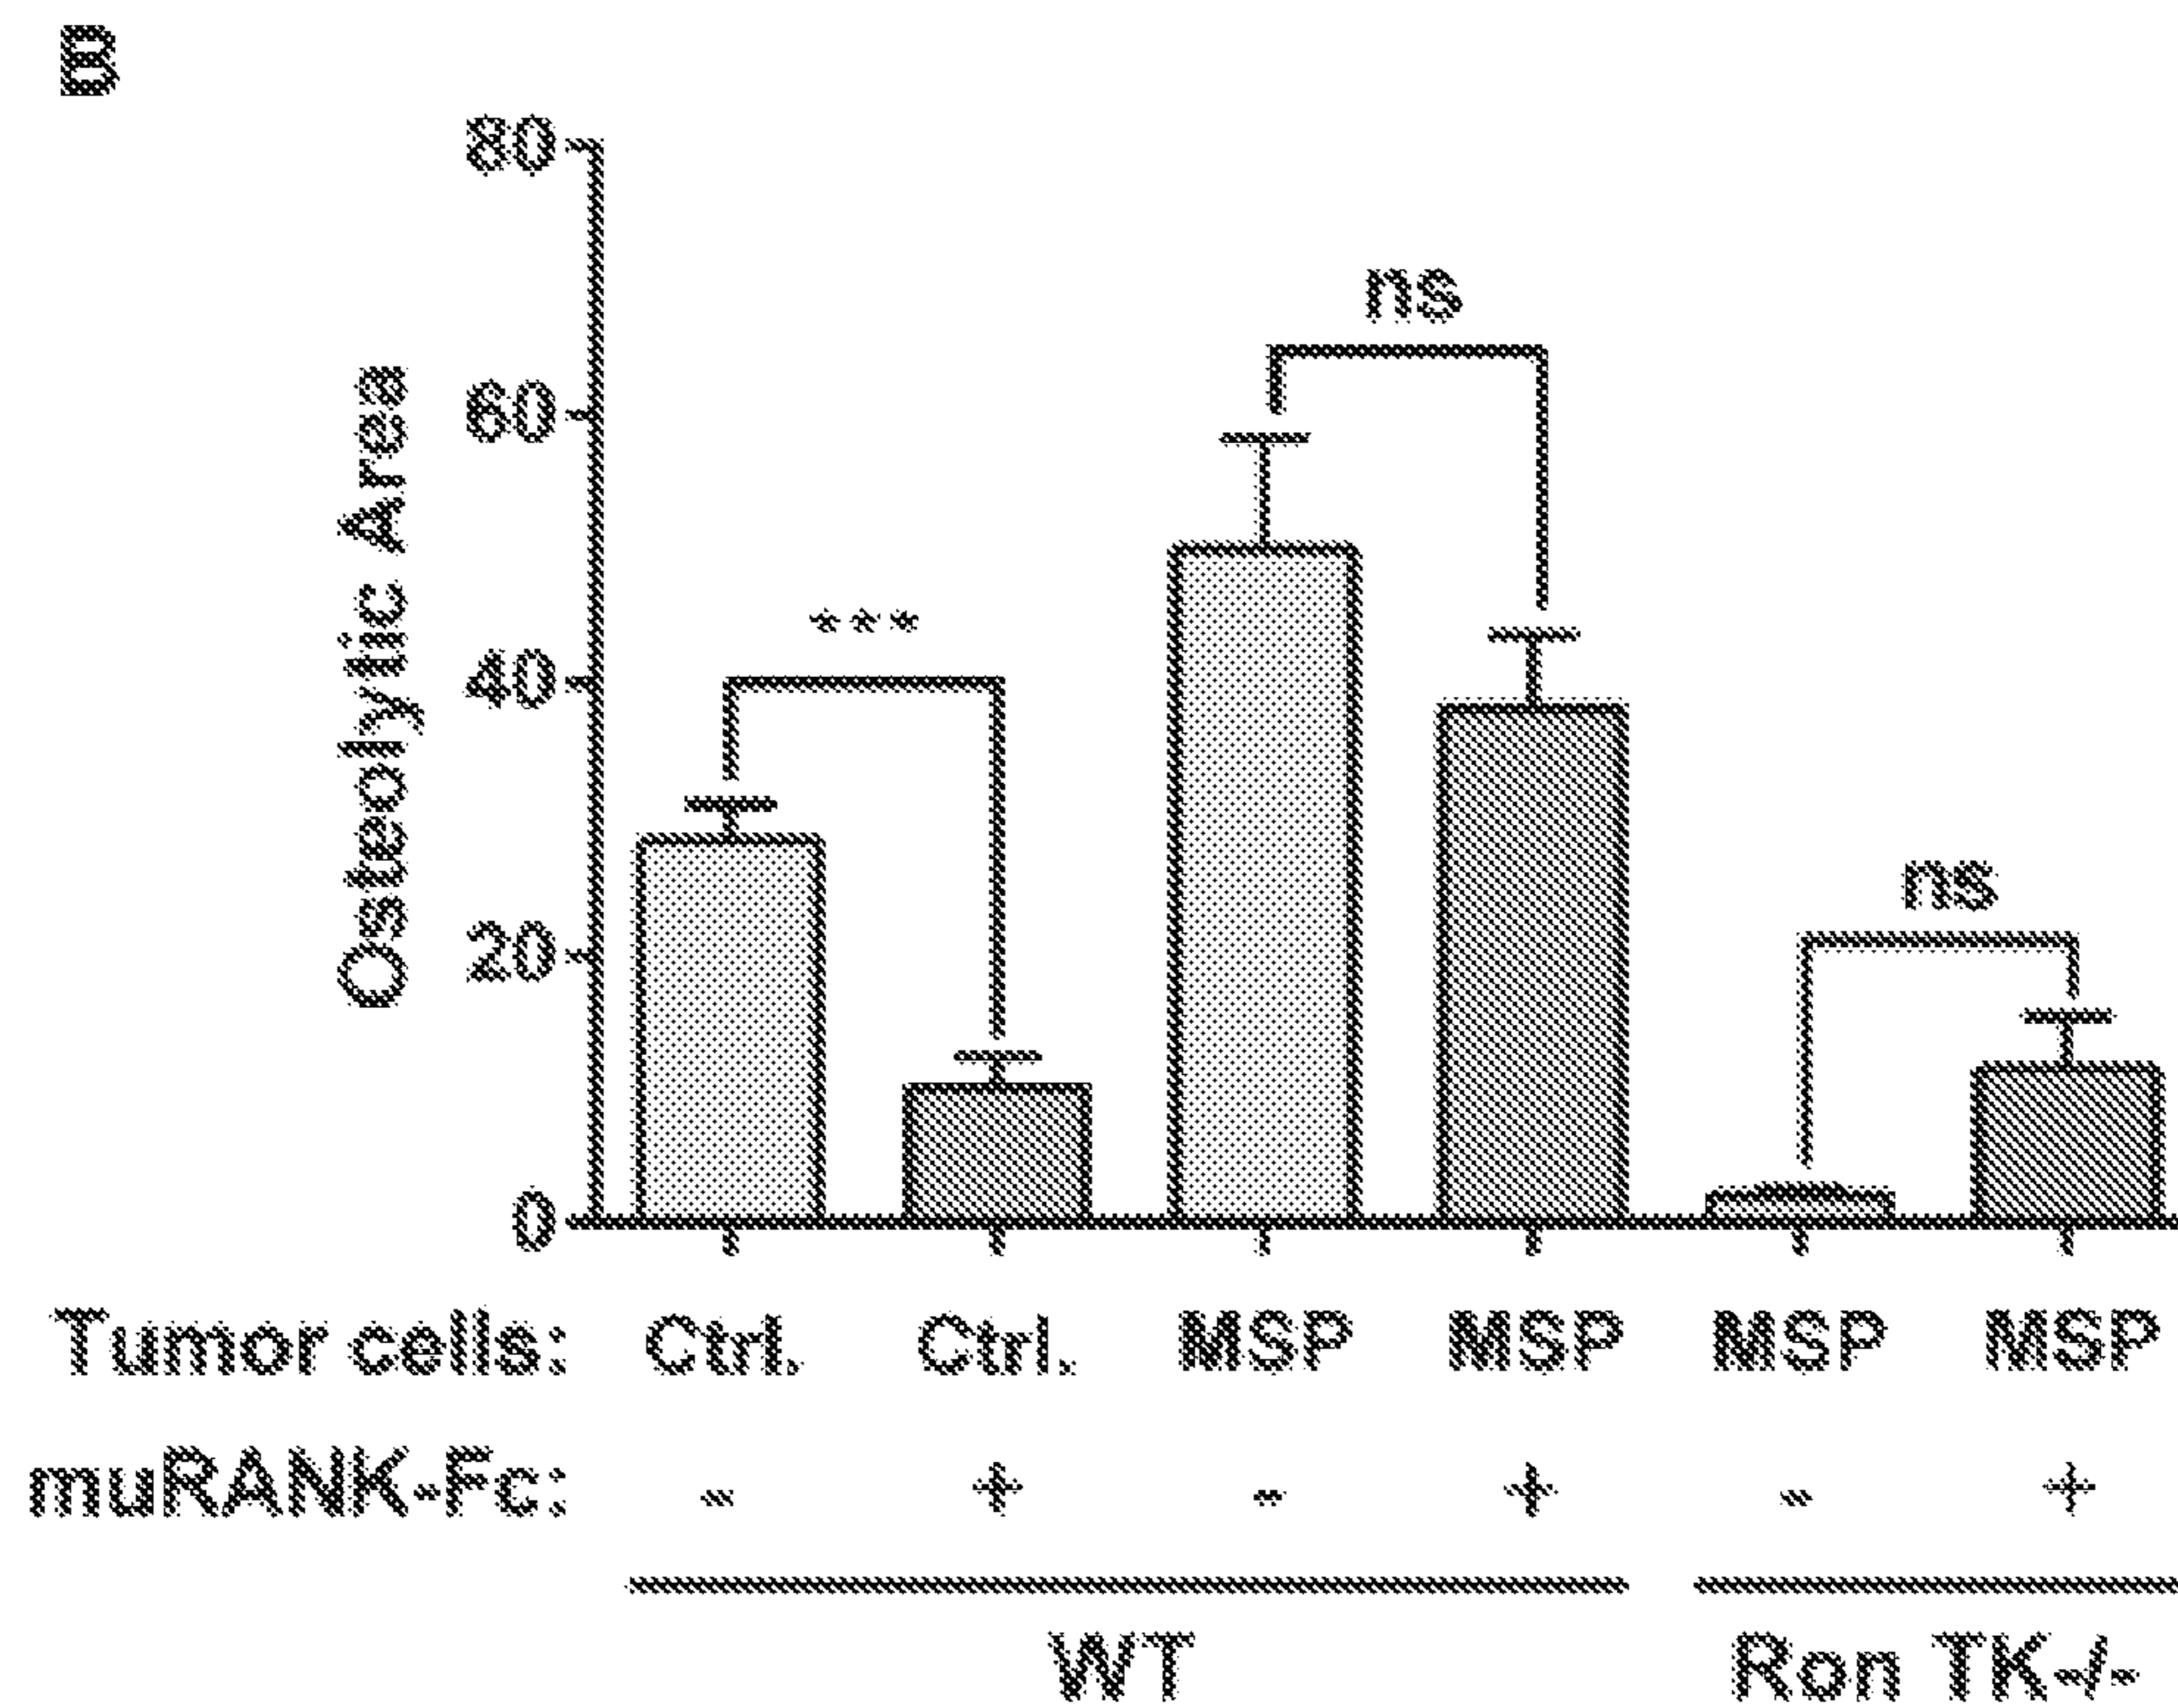 B
80
60
40
20
0
Osteolytic Area
***
ns
ns
Tumor cells: Ctrl. Ctrl. MSP MSP MSP MSP
muRANK-Fc: - + - + - +
WT Ron TK-/-